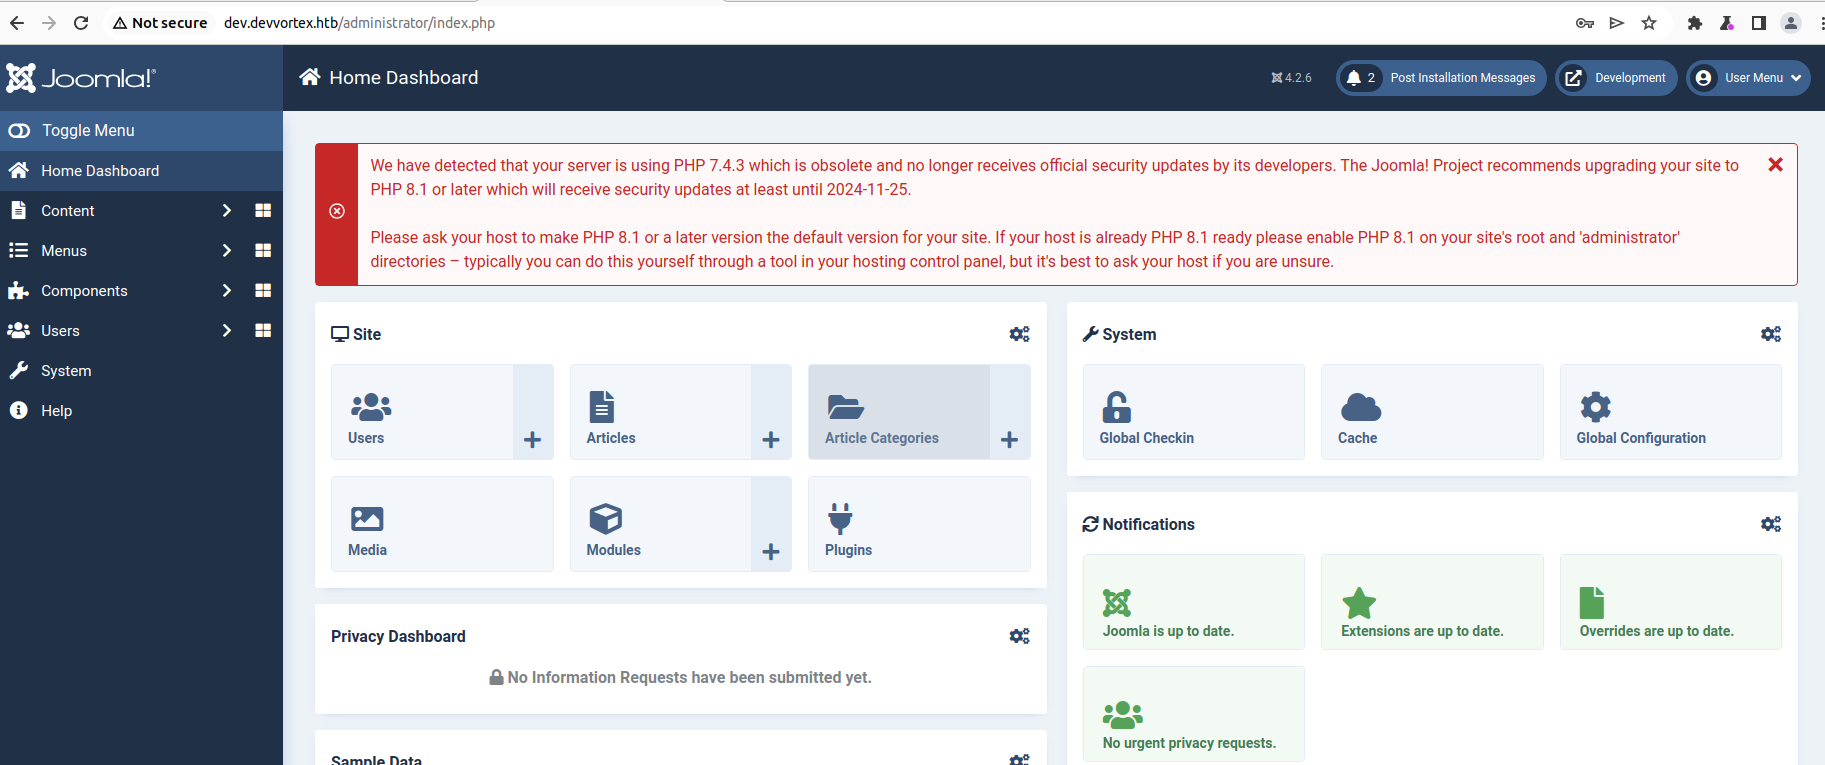 Not secure dev.devvortex.htb/administrator/index.php
Joomla!®
Home Dashboard
4.2.6
2 Post Installation Messages
Development
User Menu
Toggle Menu
Home Dashboard
Content
Menus
Components
Users
System
Help
We have detected that your server is using PHP 7.4.3 which is obsolete and no longer receives official security updates by its developers. The Joomla! Project recommends upgrading your site to
PHP 8.1 or later which will receive security updates at least until 2024-11-25.
Please ask your host to make PHP 8.1 or a later version the default version for your site. If your host is already PHP 8.1 ready please enable PHP 8.1 on your site's root and 'administrator'
directories – typically you can do this yourself through a tool in your hosting control panel, but it's best to ask your host if you are unsure.
Site
Users
Articles
Article Categories
Media
Modules
Plugins
Privacy Dashboard
No Information Requests have been submitted yet.
Sample Data
System
Global Checkin
Cache
Global Configuration
Notifications
Joomla is up to date.
Extensions are up to date.
Overrides are up to date.
No urgent privacy requests.